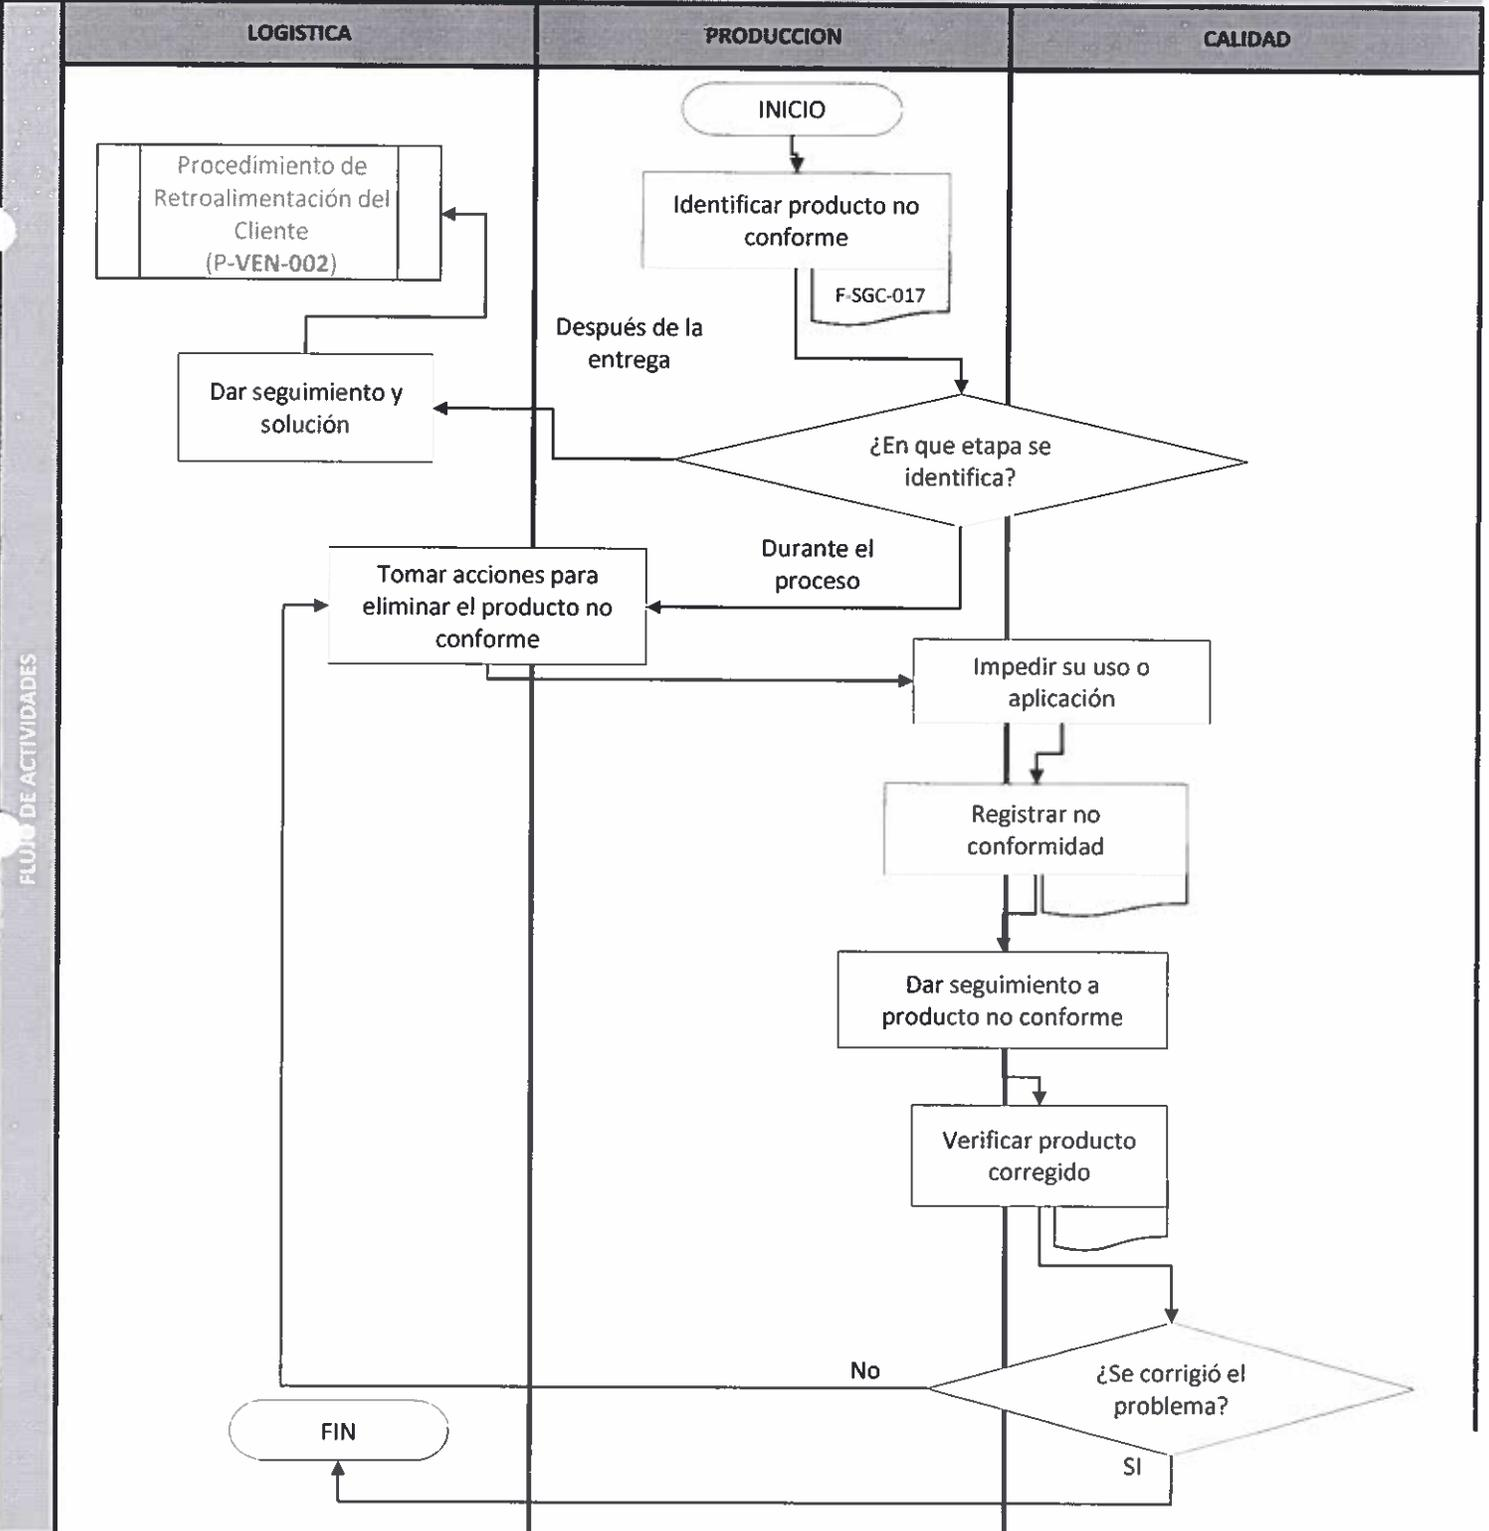 LOGISTICA
PRODUCCION
CALIDAD
FLUJO DE ACTIVIDADES
INICIO
Identificar producto no
conforme
F-SGC-017
Procedimiento de
Retroalimentación del
Cliente
(P-VEN-002)
Después de la
entrega
Dar seguimiento y
solución
¿En que etapa se
identifica?
Durante el
proceso
Tomar acciones para
eliminar el producto no
conforme
Impedir su uso o
aplicación
Registrar no
conformidad
Dar seguimiento a
producto no conforme
Verificar producto
corregido
¿Se corrigió el
problema?
No
SI
FIN